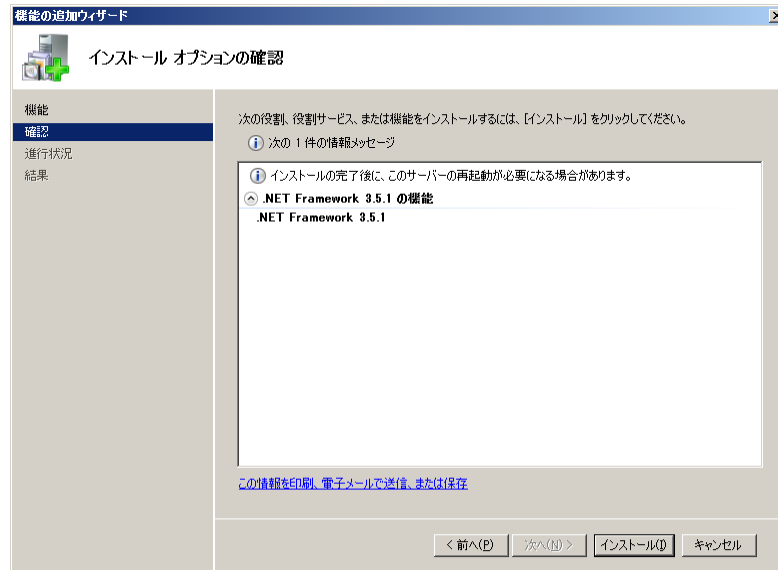 機能の追加ウィザード
インストール オプションの確認
機能
確認
進行状況
結果
次の役割、役割サービス、または機能をインストールするには、[インストール] をクリックしてください。
次の 1 件の情報メッセージ
インストールの完了後に、このサーバーの再起動が必要になる場合があります。
.NET Framework 3.5.1 の機能
.NET Framework 3.5.1
この情報を印刷、電子メールで送信、または保存
< 前へ(P)
次へ(N) >
インストール(I)
キャンセル